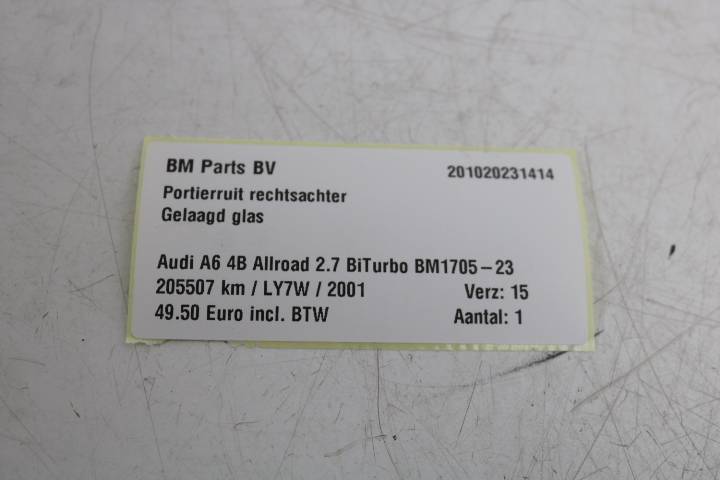 BM Parts BV 201020231414
Portierruit rechtsachter
Gelaagd glas
Audi A6 4B Allroad 2.7 BiTurbo BM1705-23
205507 km / LY7W / 2001 Verz: 15
49.50 Euro incl. BTW Aantal: 1